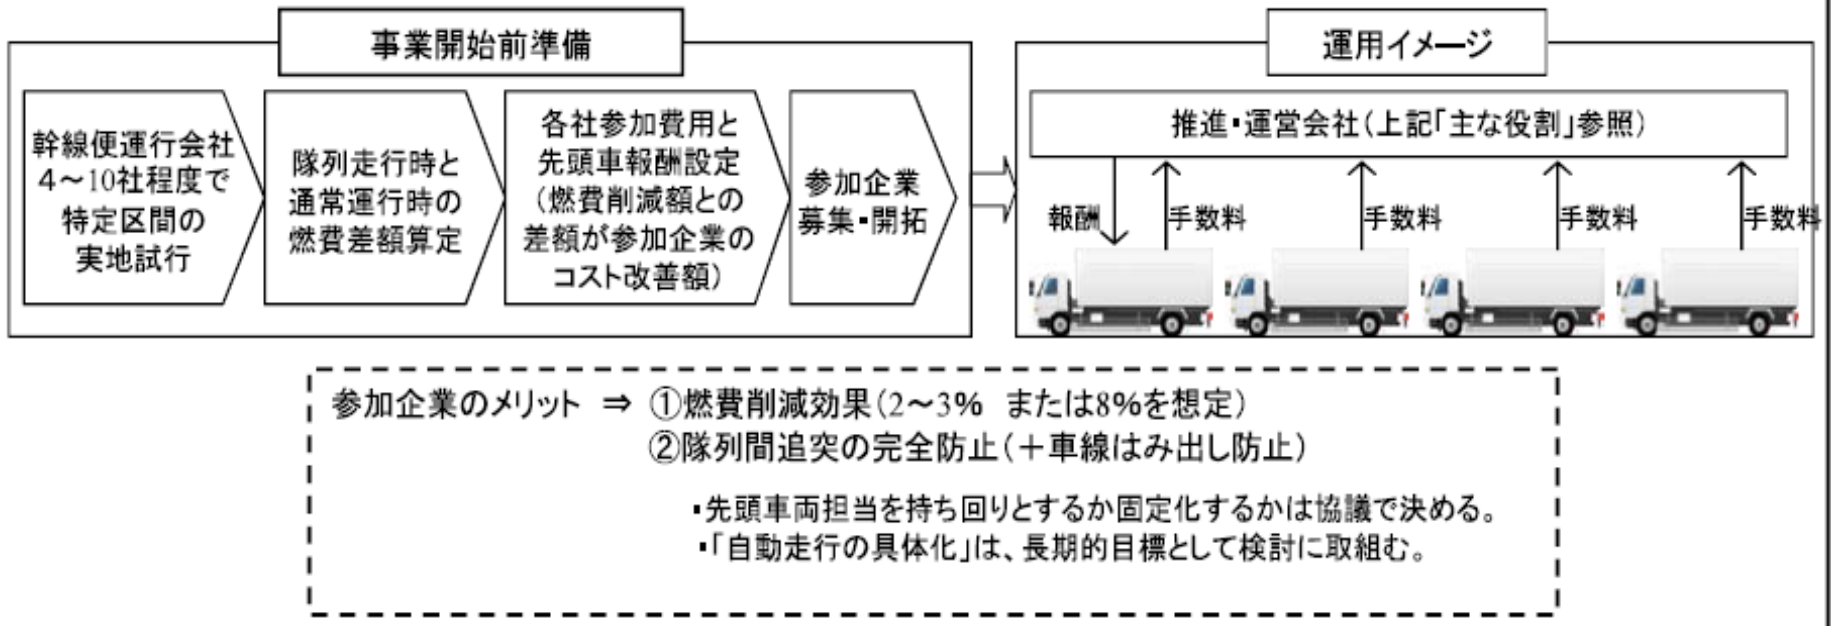 事業開始前準備
幹線便運行会社
4～10社程度で
特定区間の
実地試行
隊列走行時と
通常運行時の
燃費差額算定
各社参加費用と
先頭車報酬設定
(燃費削減額との
差額が参加企業の
コスト改善額)
参加企業
募集・開拓
運用イメージ
推進・運営会社(上記「主な役割」参照)
報酬
手数料
手数料
手数料
手数料
参加企業のメリット ⇒ ①燃費削減効果(2～3% または8%を想定)
②隊列間追突の完全防止(＋車線はみ出し防止)
・先頭車両担当を持ち回りとするか固定化するかは協議で決める。
・「自動走行の具体化」は、長期的目標として検討に取組む。